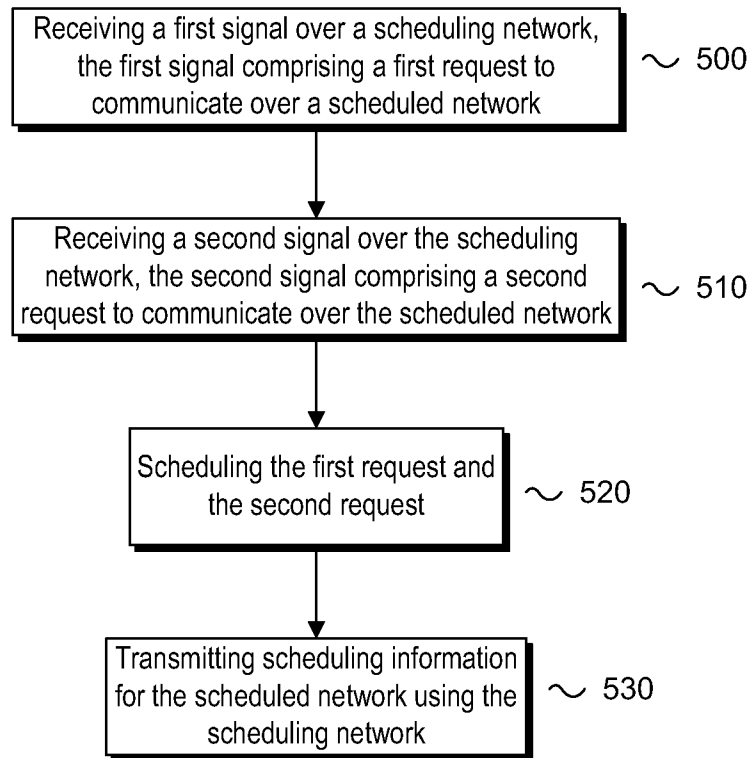 Receiving a first signal over a scheduling network,
the first signal comprising a first request to
communicate over a scheduled network
500
Receiving a second signal over the scheduling
network, the second signal comprising a second
request to communicate over the scheduled network
510
Scheduling the first request and
the second request
520
Transmitting scheduling information
for the scheduled network using the
scheduling network
530